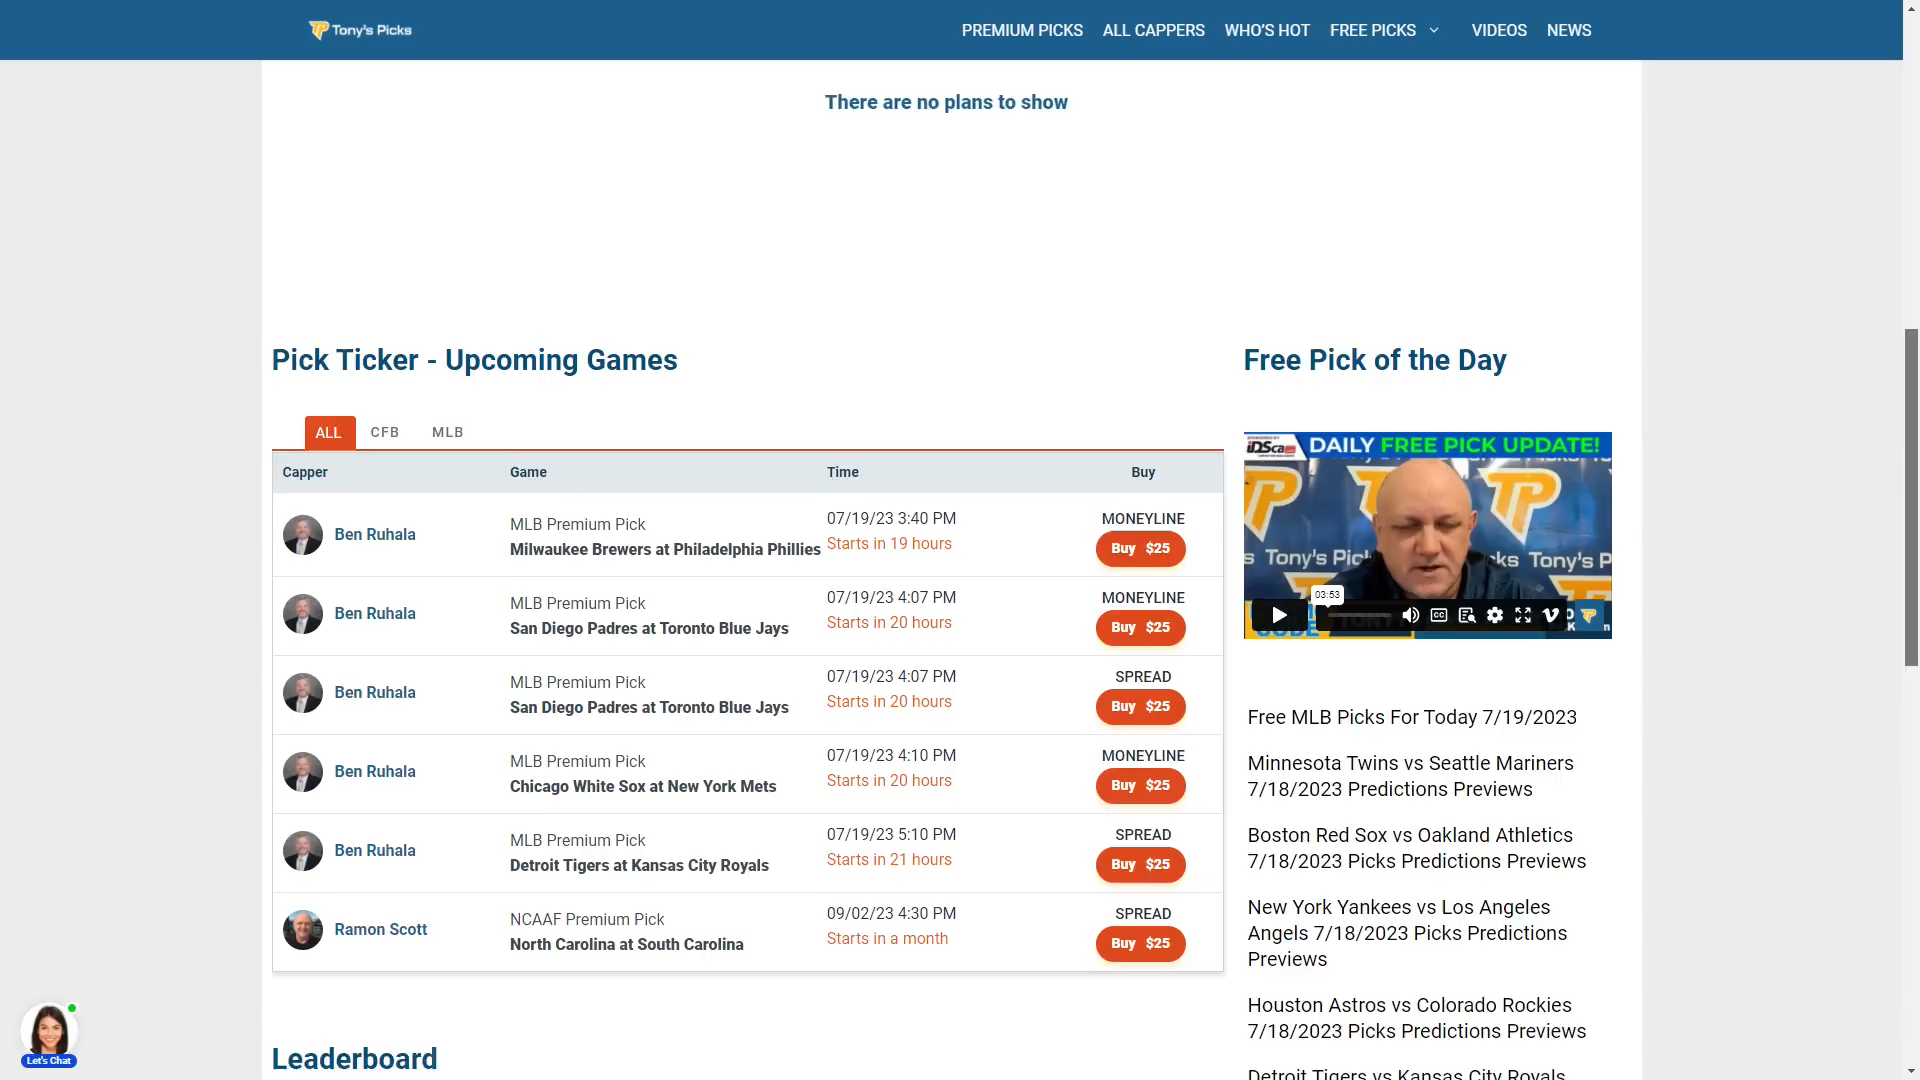 Tony's Picks
PREMIUM PICKS ALL CAPPERS WHO'S HOT FREE PICKS VIDEOS NEWS
There are no plans to show
Pick Ticker - Upcoming Games
ALL CFB MLB
Capper Game Time Buy
Ben Ruhala
MLB Premium Pick
Milwaukee Brewers at Philadelphia Phillies
07/19/23 3:40 PM
Starts in 19 hours
MONEYLINE
Buy $25
Ben Ruhala
MLB Premium Pick
San Diego Padres at Toronto Blue Jays
07/19/23 4:07 PM
Starts in 20 hours
MONEYLINE
Buy $25
Ben Ruhala
MLB Premium Pick
San Diego Padres at Toronto Blue Jays
07/19/23 4:07 PM
Starts in 20 hours
SPREAD
Buy $25
Ben Ruhala
MLB Premium Pick
Chicago White Sox at New York Mets
07/19/23 4:10 PM
Starts in 20 hours
MONEYLINE
Buy $25
Ben Ruhala
MLB Premium Pick
Detroit Tigers at Kansas City Royals
07/19/23 5:10 PM
Starts in 21 hours
SPREAD
Buy $25
Ramon Scott
NCAAF Premium Pick
North Carolina at South Carolina
09/02/23 4:30 PM
Starts in a month
SPREAD
Buy $25
Leaderboard
Let's Chat
Free Pick of the Day
DAILY FREE PICK UPDATE!
TP TP
s Tony's Pic ks Tony's P
03:53
CC
CODE
Free MLB Picks For Today 7/19/2023
Minnesota Twins vs Seattle Mariners
7/18/2023 Predictions Previews
Boston Red Sox vs Oakland Athletics
7/18/2023 Picks Predictions Previews
New York Yankees vs Los Angeles
Angels 7/18/2023 Picks Predictions
Previews
Houston Astros vs Colorado Rockies
7/18/2023 Picks Predictions Previews
Detroit Tigers vs Kansas City Royals